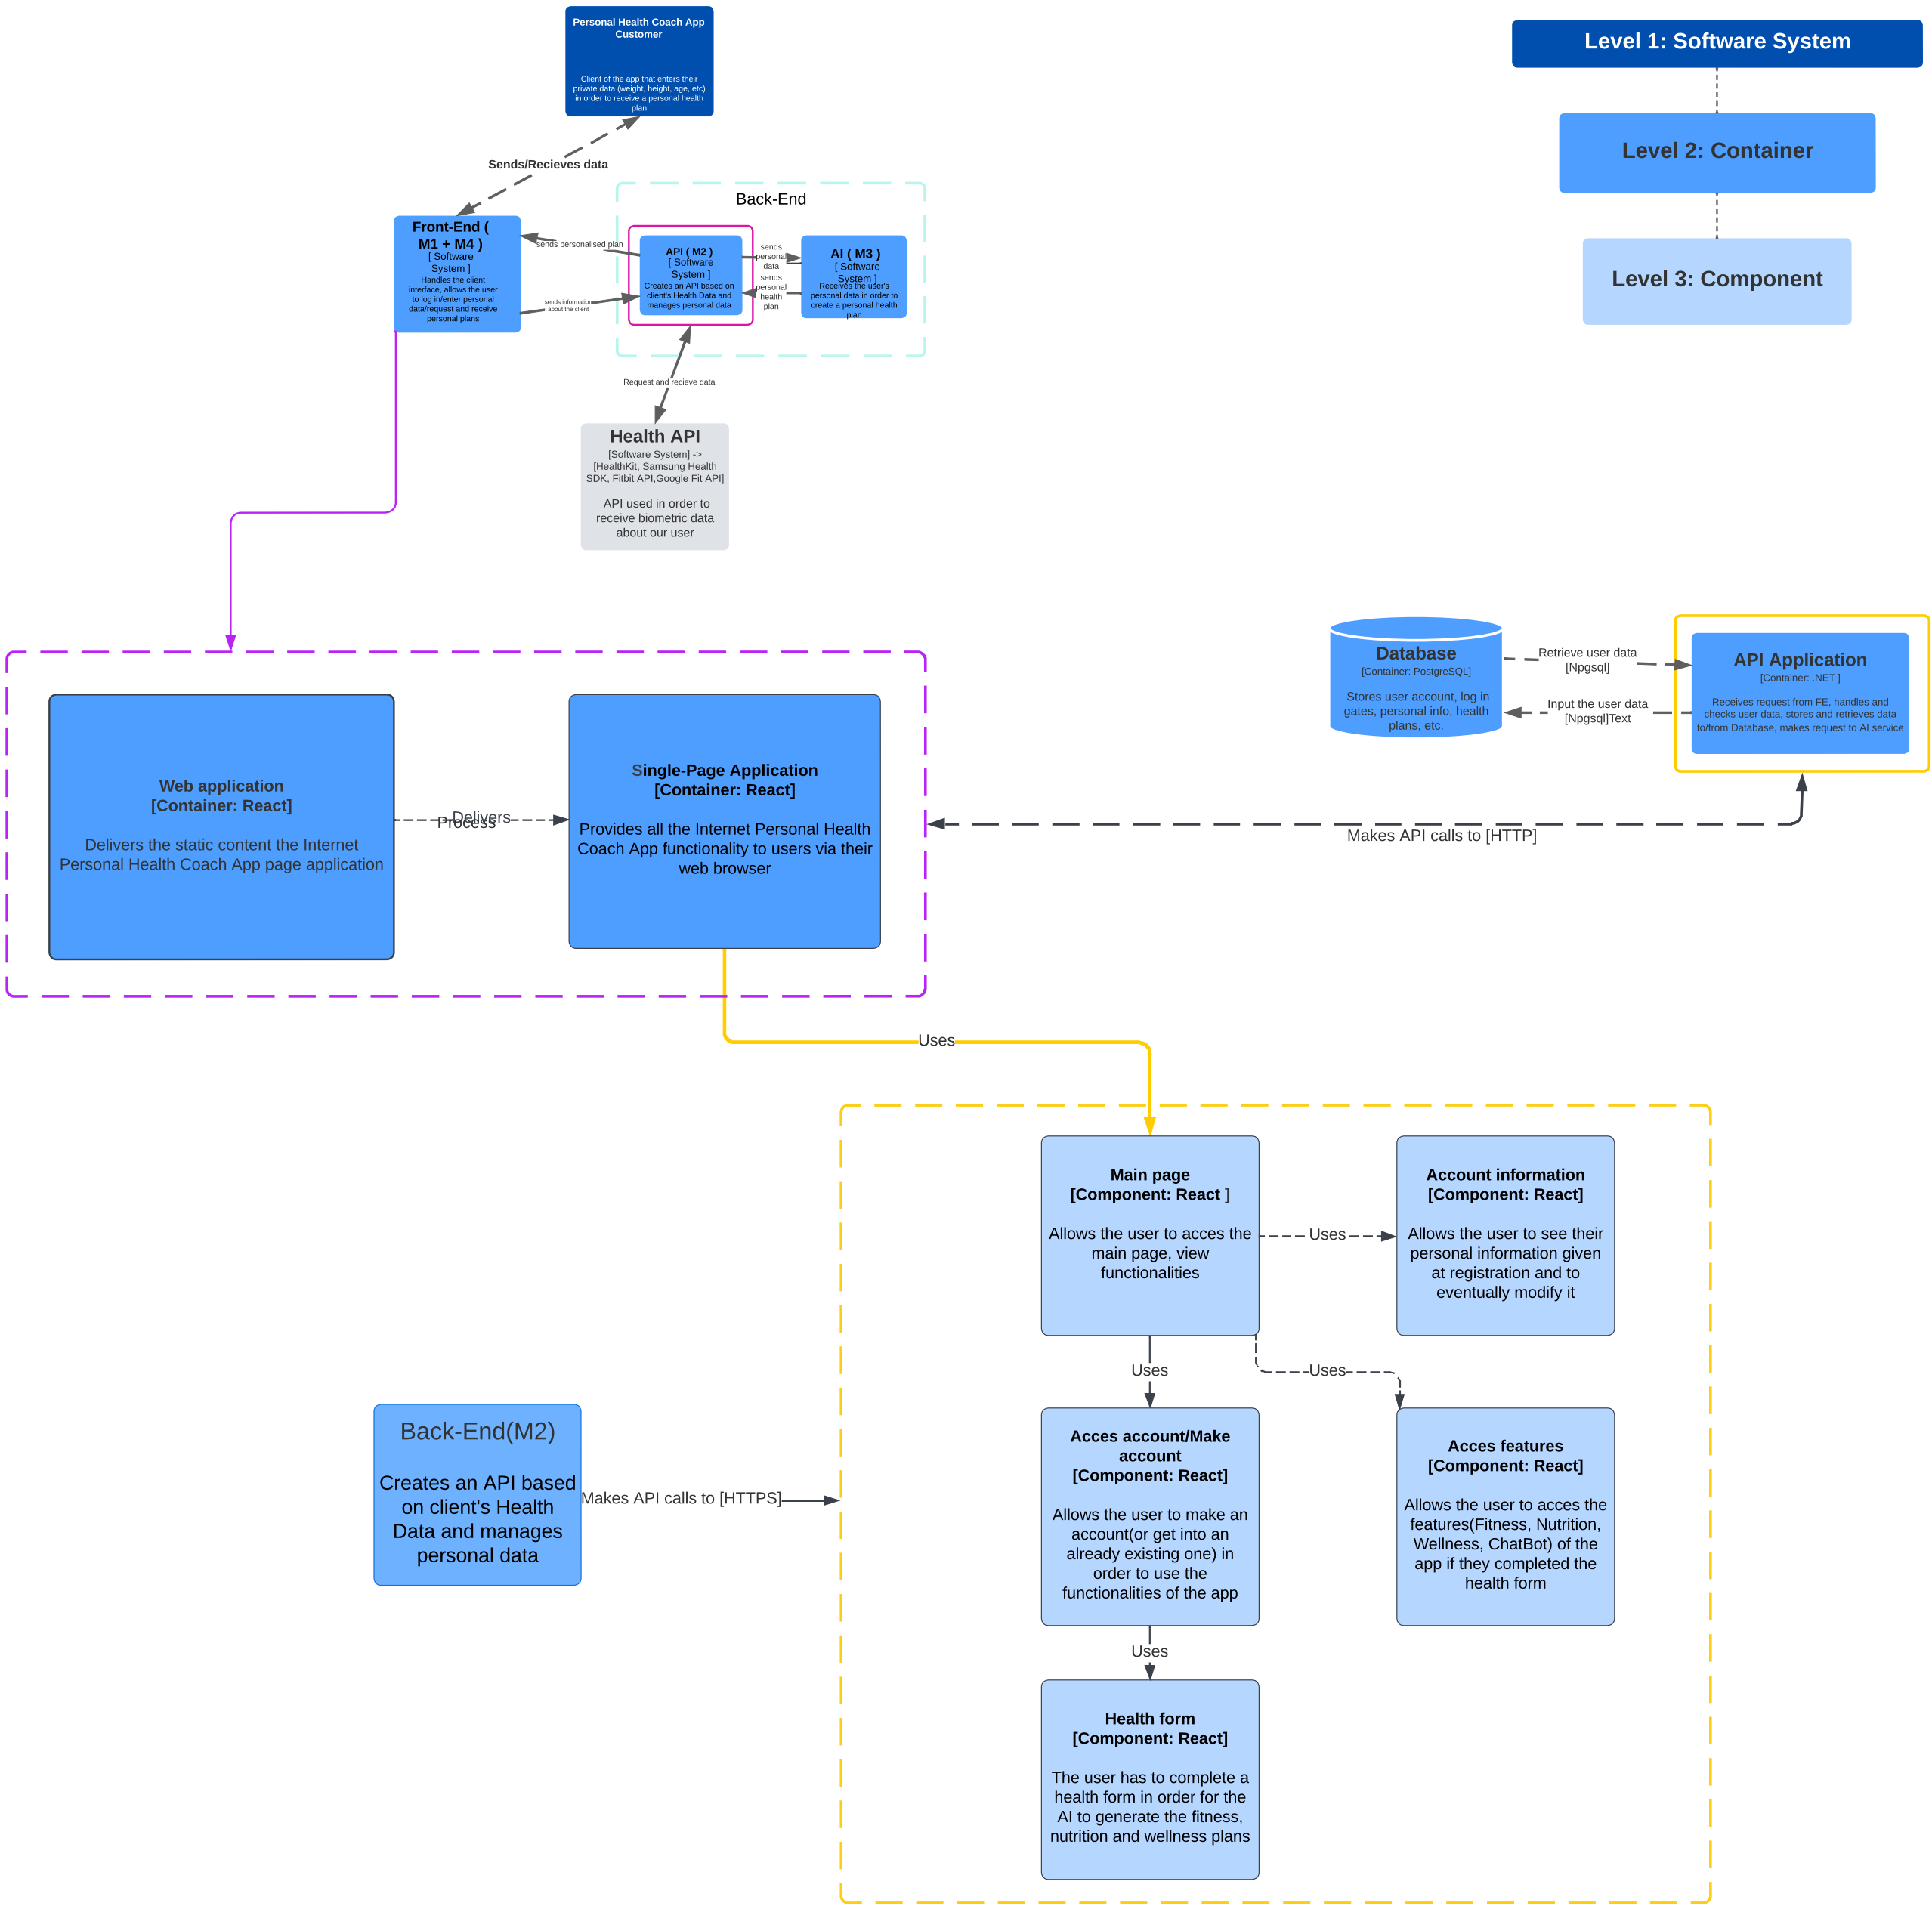 Personal Health Coach App
Customer
Client of the app that enters their
private data (weight, height, age, etc)
in order to receive a personal health
plan
Level 1: Software System
Level 2: Container
Level 3: Component
Sends/Recieves data
Back-End
Front-End (
M1 + M4 )
[ Software
System ]
Handles the client
interface, allows the user
to log in/enter personal
data/request and receive
personal plans
sends personalised plan
sends information
about the client
API ( M2 )
[ Software
System ]
Creates an API based on
client's Health Data and
manages personal data
sends
personal
data
sends
personal
health
plan
AI ( M3 )
[ Software
System ]
Receives the user's
personal data in order to
create a personal health
plan
Request and recieve data
Health API
[Software System] ->
[HealthKit, Samsung Health
SDK, Fitbit API,Google Fit API]
API used in order to
receive biometric data
about our user
Database
[Container: PostgreSQL]
Stores user account, log in
gates, personal info, health
plans, etc.
Retrieve user data
[Npgsql]
Input the user data
[Npgsql]Text
API Application
[Container: .NET ]
Receives request from FE, handles and
checks user data, stores and retrieves data
to/from Database, makes request to AI service
Web application
[Container: React]
Delivers the static content the Internet
Personal Health Coach App page application
Delivers
Process
Single-Page Application
[Container: React]
Provides all the Internet Personal Health
Coach App functionality to users via their
web browser
Makes API calls to [HTTP]
Uses
Main page
[Component: React ]
Allows the user to acces the
main page, view
functionalities
Uses
Account information
[Component: React]
Allows the user to see their
personal information given
at registration and to
eventually modify it
Uses
Uses
Back-End(M2)
Creates an API based
on client's Health
Data and manages
personal data
Makes API calls to [HTTPS]
Acces account/Make
account
[Component: React]
Allows the user to make an
account(or get into an
already existing one) in
order to use the
functionalities of the app
Acces features
[Component: React]
Allows the user to acces the
features(Fitness, Nutrition,
Wellness, ChatBot) of the
app if they completed the
health form
Uses
Health form
[Component: React]
The user has to complete a
health form in order for the
AI to generate the fitness,
nutrition and wellness plans